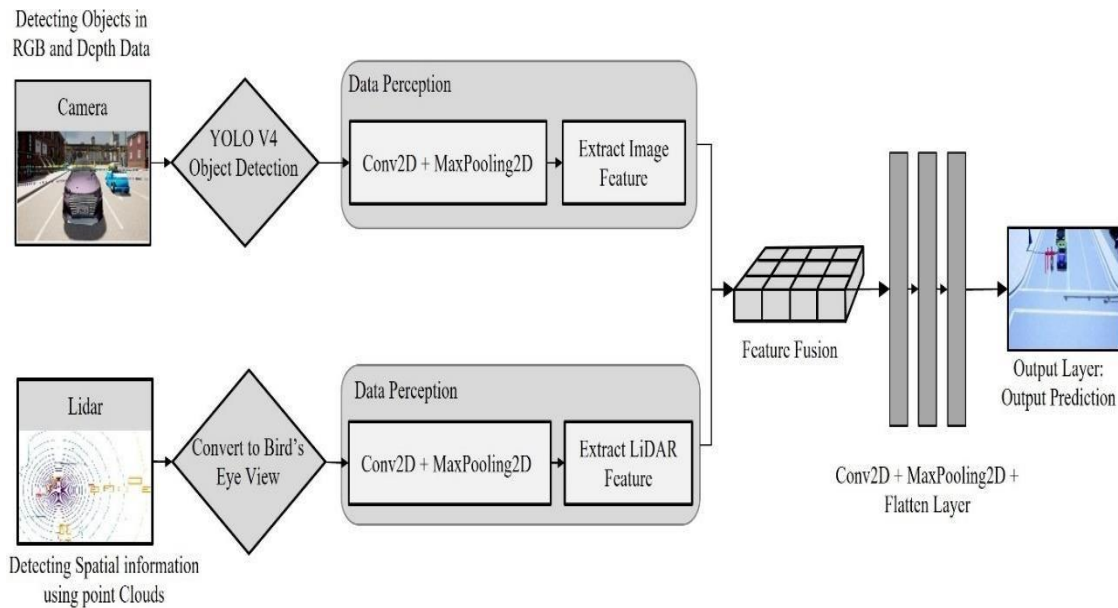 Detecting Objects in
RGB and Dcpth Data
Camera
YOLO V4
Object Detection
Data Perception
Conv2D + MaxPooling2D
Extract Image
Feature
Lidar
Detecting Spatial information
using point Clouds
Convert to Bird's
Eye View
Data Perception
Conv2D + MaxPooling2D
Extract LiDAR
Feature
Feature Fusion
Conv2D + MaxPooling2D +
Flatten Layer
Output Layer:
Output Prediction